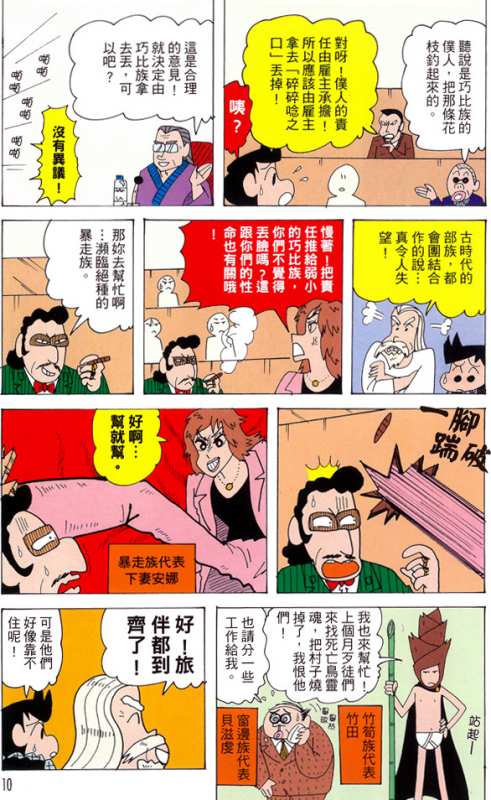 聽說是巧比族的
僕人，把那條花
枝釣起來的。
對呀！僕人的責
任由雇主承擔！
所以應該由雇主
拿去「碎碎唸之
口」丟掉！
咦？
這是合理
的意見！
就決定由
巧比族拿
去丟，可
以吧？
沒有異議！
古時代的
部族，都
會團結合
作的說…
真令人失
望！
慢著！把責
任推給弱小
的巧比族，
你們不覺得
丟臉嗎？這
跟你們的性
命也有關哦
！
那妳去幫忙啊
…瀕臨絕種的
暴走族。
一腳
踹破
好啊…
幫就幫。
暴走族代表
下妻安娜
站起—
我也來幫忙！
上個月歹徒們
來找死亡鳥靈
魂，把村子燒
掉了，我恨他
們！
竹筍族代表
竹田
也請分一些
工作給我。
窗邊族代表
貝溢虔
好！旅
伴都到
齊了！
可是他們
好像靠不
住呢！
10